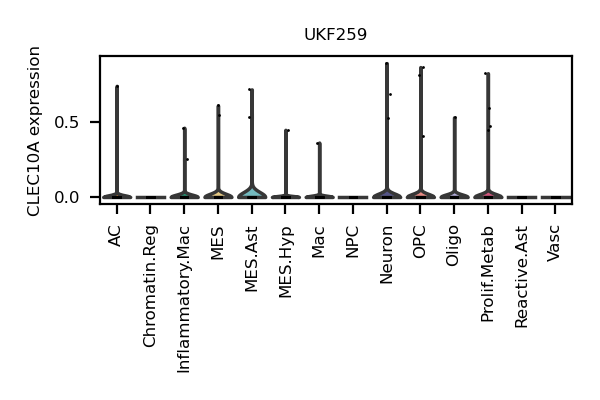 UKF259
CLEC10A expression
0.5
0.0
AC
Chromatin.Reg
Inflammatory.Mac
MES
MES.Ast
MES.Hyp
Mac
NPC
Neuron
OPC
Oligo
Prolif.Metab
Reactive.Ast
Vasc